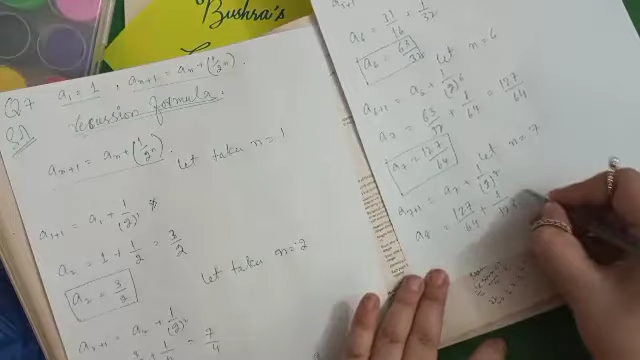 Bushra's
Q7 a₁ = 1 , aₙ₊₁ = aₙ + (1/2ⁿ).
recursion formula.
aₙ₊₁ = aₙ + (1/2ⁿ).
Let taken n = 1
a₁₊₁ = a₁ + 1/(2)¹
a₂ = 1 + 1/2 = 3/2
a₂ = 3/2
Let taken n = 2
a₂₊₁ = a₂ + 1/(2)²
= 7/4
a₆ = 31/16 + 1/32
a₆ = 63/32
Let n = 6
a₆₊₁ = a₆ + 1/(2)⁶
a₇ = 63/32 + 1/64 = 127/64
a₇ = 127/64
Let n = 7
a₇₊₁ = a₇ + 1/(2)⁷
a₈ = 127/64 + 1/128